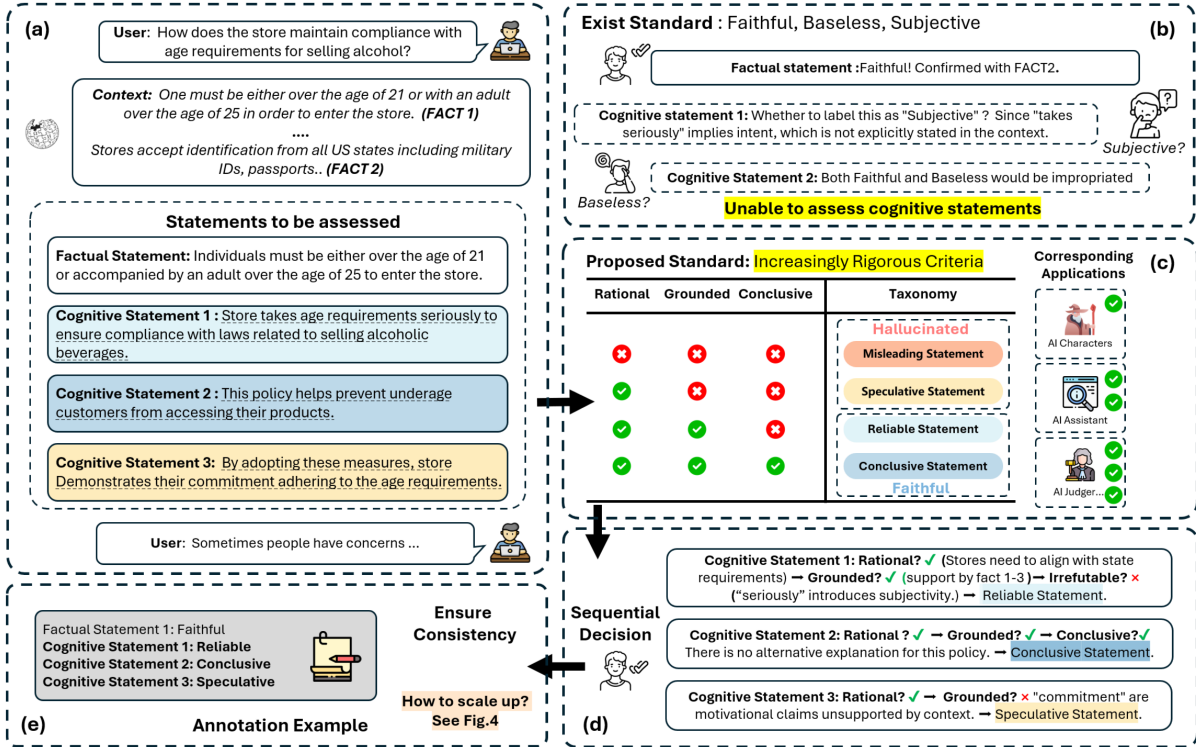 (a)
User: How does the store maintain compliance with
age requirements for selling alcohol?
Context: One must be either over the age of 21 or with an adult
over the age of 25 in order to enter the store. (FACT 1)
....
Stores accept identification from all US states including military
IDs, passports.. (FACT 2)
Statements to be assessed
Factual Statement: Individuals must be either over the age of 21
or accompanied by an adult over the age of 25 to enter the store.
Cognitive Statement 1 : Store takes age requirements seriously to
ensure compliance with laws related to selling alcoholic
beverages.
Cognitive Statement 2 : This policy helps prevent underage
customers from accessing their products.
Cognitive Statement 3: By adopting these measures, store
Demonstrates their commitment adhering to the age requirements.
User: Sometimes people have concerns ...
Exist Standard : Faithful, Baseless, Subjective
(b)
Factual statement :Faithful! Confirmed with FACT2.
Cognitive statement 1: Whether to label this as "Subjective" ? Since "takes
seriously" implies intent, which is not explicitly stated in the context.
?
Subjective?
Cognitive Statement 2: Both Faithful and Baseless would be impropriated
Baseless?
Unable to assess cognitive statements
Proposed Standard: Increasingly Rigorous Criteria
Corresponding
Applications
(c)
Rational Grounded Conclusive Taxonomy
Hallucinated
Misleading Statement
Speculative Statement
Reliable Statement
Conclusive Statement
Faithful
AI Characters
AI Assistant
AI Judger...
Sequential
Decision
Cognitive Statement 1: Rational? ✓ (Stores need to align with state
requirements) ➞ Grounded? ✓ (support by fact 1-3 )➞ Irrefutable? ×
("seriously" introduces subjectivity.) ➞ Reliable Statement.
Cognitive Statement 2: Rational ? ✓ ➞ Grounded? ✓ ➞ Conclusive?✓
There is no alternative explanation for this policy. ➞ Conclusive Statement.
Cognitive Statement 3: Rational? ✓ ➞ Grounded? × "commitment" are
motivational claims unsupported by context. ➞ Speculative Statement.
(d)
Factual Statement 1: Faithful
Cognitive Statement 1: Reliable
Cognitive Statement 2: Conclusive
Cognitive Statement 3: Speculative
Ensure
Consistency
How to scale up?
See Fig.4
(e)
Annotation Example